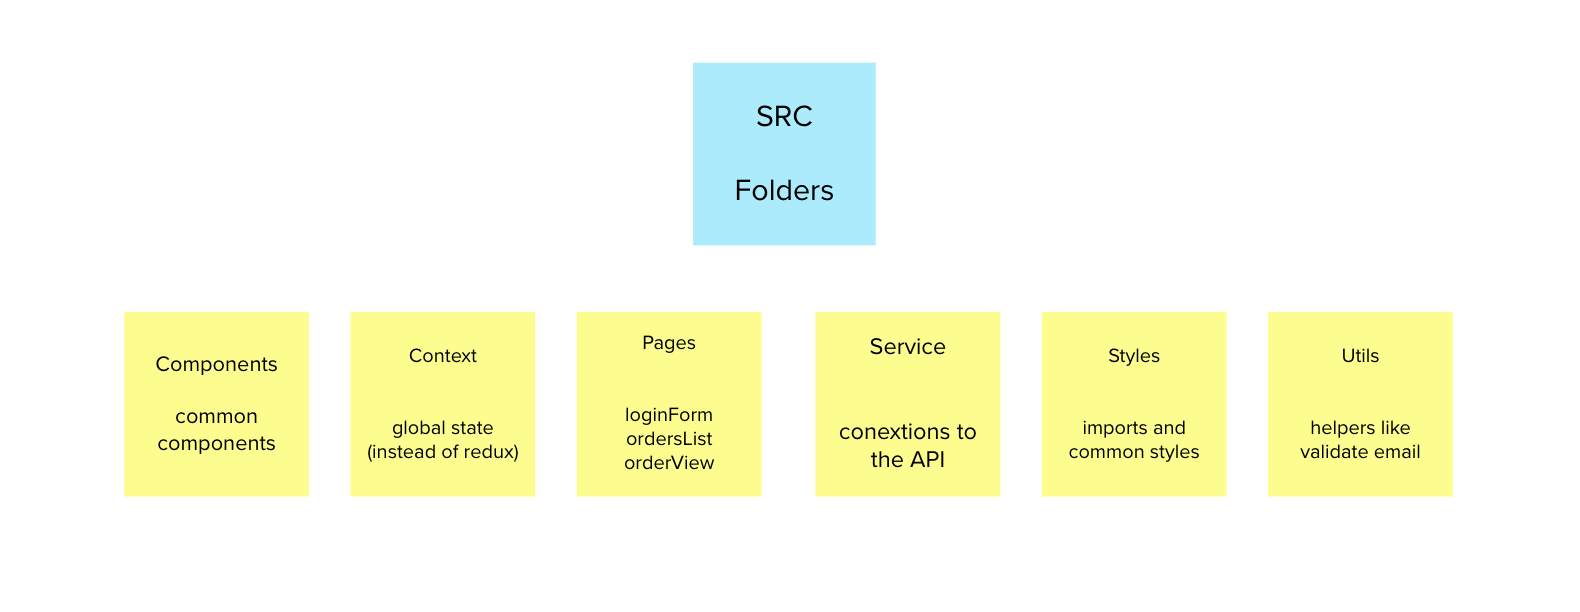 SRC
Folders
Components
common
components
Context
global state
(instead of redux)
Pages
loginForm
ordersList
orderView
Service
conextions to
the API
Styles
imports and
common styles
Utils
helpers like
validate email